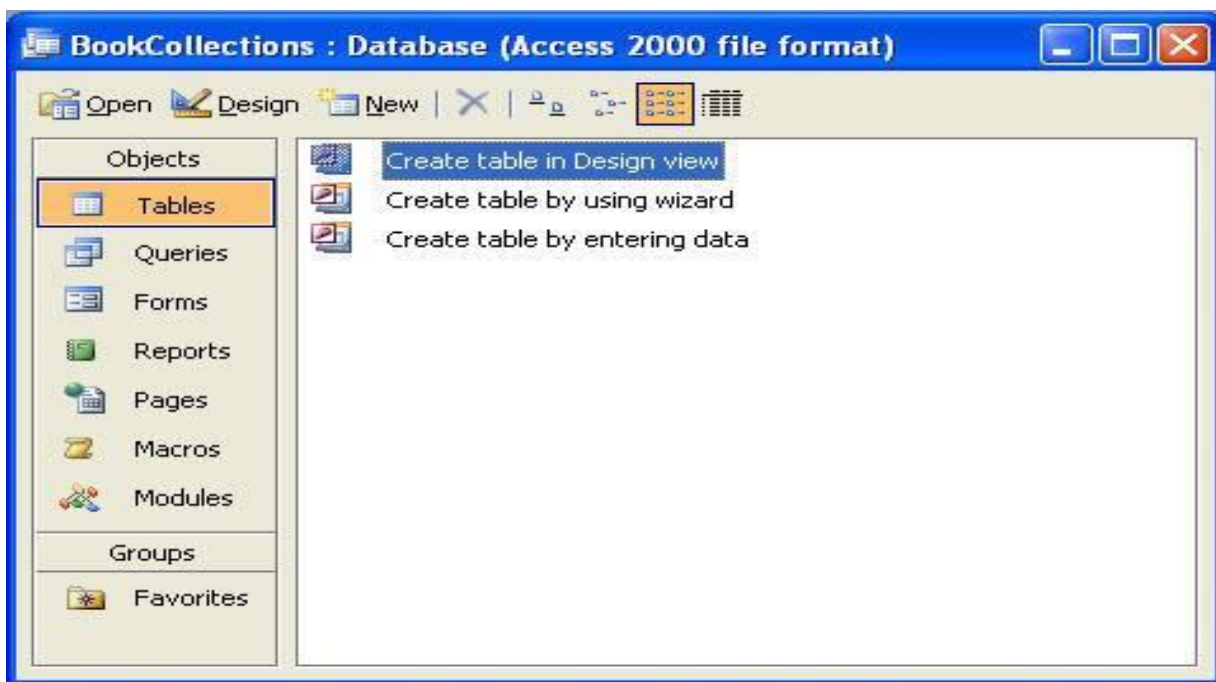 BookCollections : Database (Access 2000 file format)
Open Design New
Objects
Tables
Queries
Forms
Reports
Pages
Macros
Modules
Groups
Favorites
Create table in Design view
Create table by using wizard
Create table by entering data